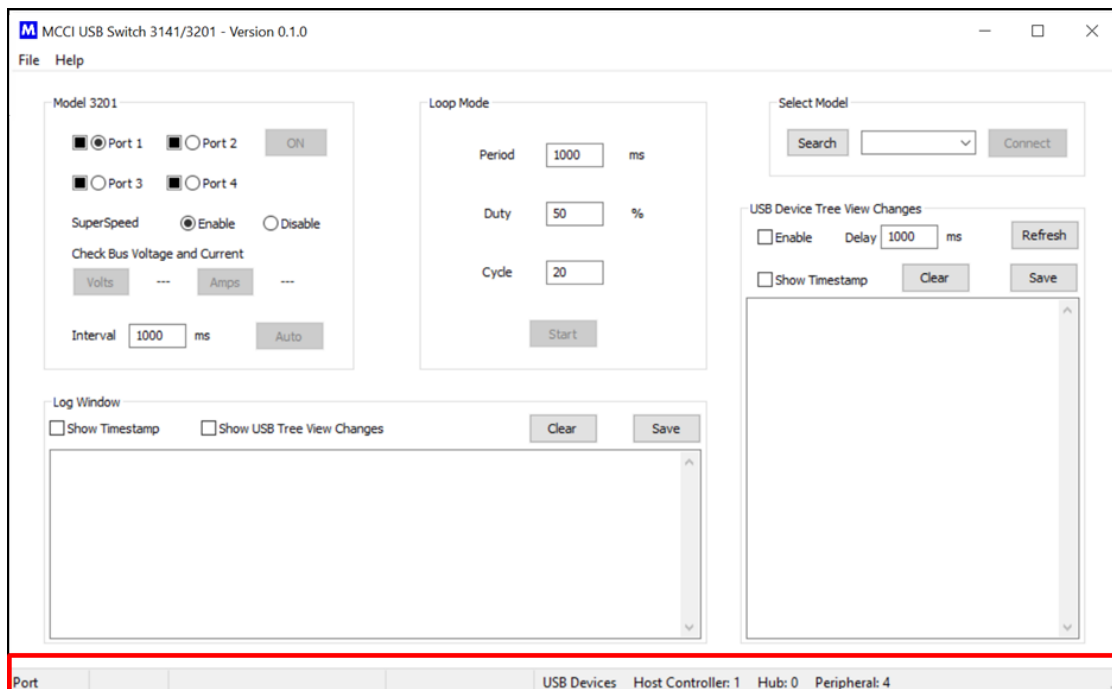 M MCCI USB Switch 3141/3201 - Version 0.1.0
File Help
Model 3201
Port 1 Port 2 ON
Port 3 Port 4
SuperSpeed Enable Disable
Check Bus Voltage and Current
Volts --- Amps ---
Interval 1000 ms Auto
Loop Mode
Period 1000 ms
Duty 50 %
Cycle 20
Start
Select Model
Search Connect
USB Device Tree View Changes
Enable Delay 1000 ms Refresh
Show Timestamp Clear Save
Log Window
Show Timestamp Show USB Tree View Changes Clear Save
Port USB Devices Host Controller: 1 Hub: 0 Peripheral: 4